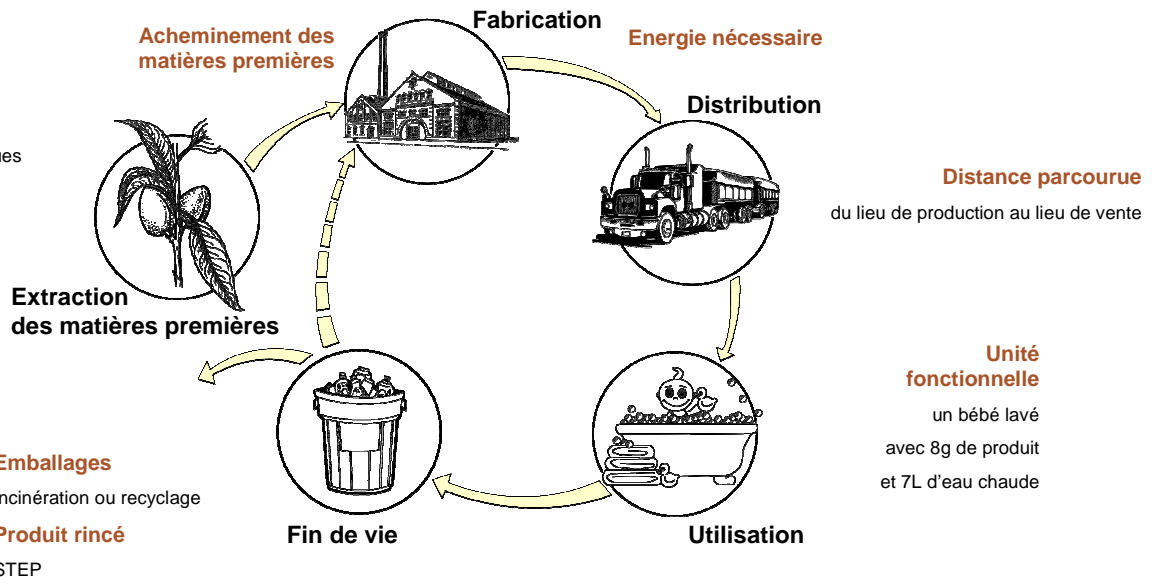 Fabrication
Acheminement des
matières premières
Energie nécessaire
Distribution
Distance parcourue
du lieu de production au lieu de vente
Extraction
des matières premières
Unité
fonctionnelle
un bébé lavé
avec 8g de produit
et 7L d'eau chaude
Emballages
incinération ou recyclage
Produit rincé
STEP
Fin de vie
Utilisation